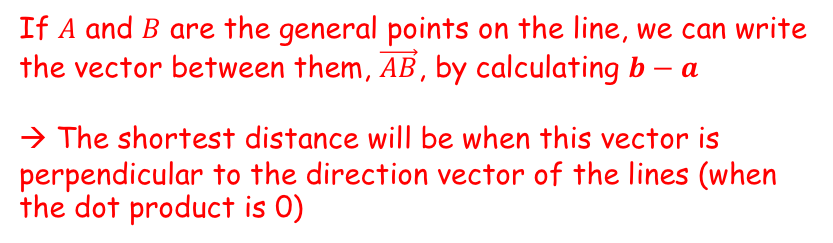 If A and B are the general points on the line, we can write
the vector between them, $\overrightarrow{AB}$, by calculating b – a
→ The shortest distance will be when this vector is
perpendicular to the direction vector of the lines (when
the dot product is 0)